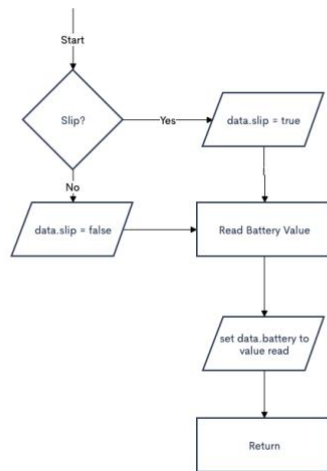 Start
Slip?
Yes
data.slip = true
No
data.slip = false
Read Battery Value
set data.battery to
value read
Return